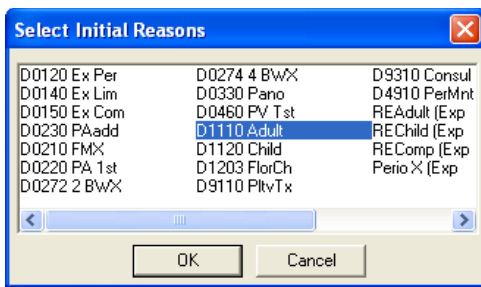 Select Initial Reasons
D0120 Ex Per
D0140 Ex Lim
D0150 Ex Com
D0230 PAadd
D0210 FMX
D0220 PA 1st
D0272 2 BWX
D0274 4 BWX
D0330 Pano
D0460 PV Tst
D1110 Adult
D1120 Child
D1203 FlorCh
D9110 PltvTx
D9310 Consul
D4910 PerMnt
REAdult (Exp
REChild (Exp
REComp (Exp
Perio X (Exp
OK
Cancel